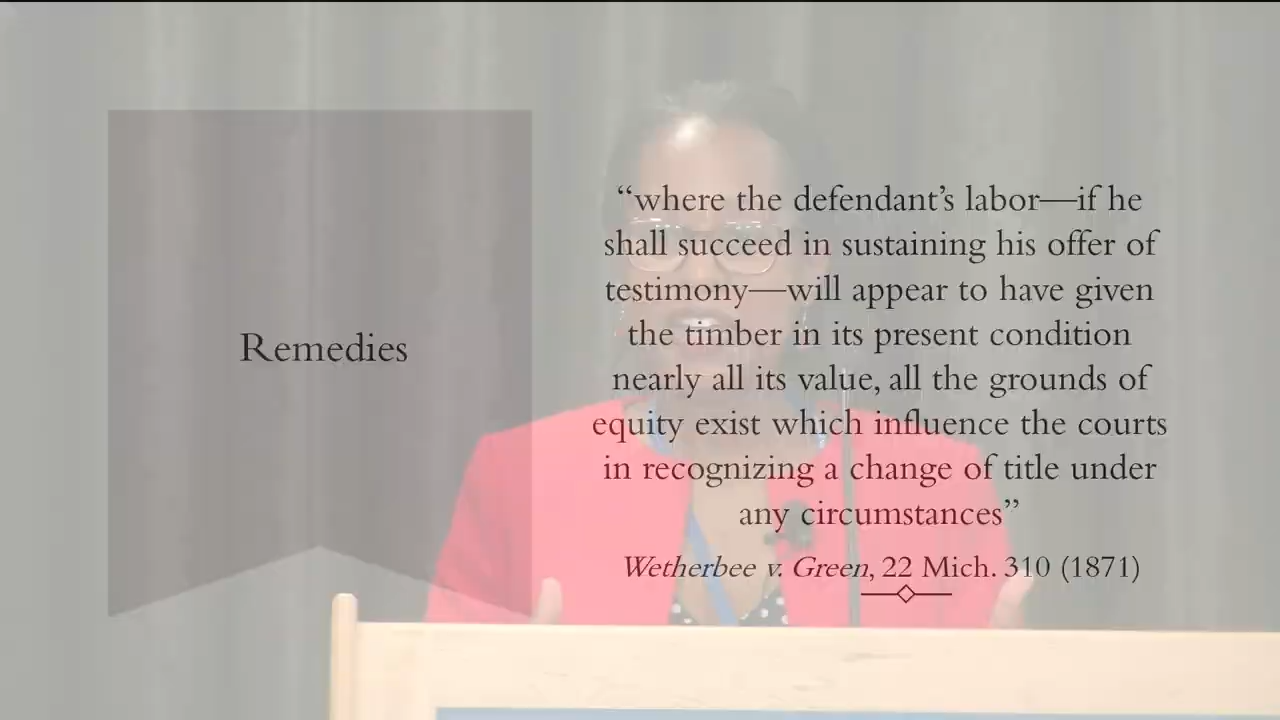 Remedies
“where the defendant’s labor—if he
shall succeed in sustaining his offer of
testimony—will appear to have given
the timber in its present condition
nearly all its value, all the grounds of
equity exist which influence the courts
in recognizing a change of title under
any circumstances”
Wetherbee v. Green, 22 Mich. 310 (1871)